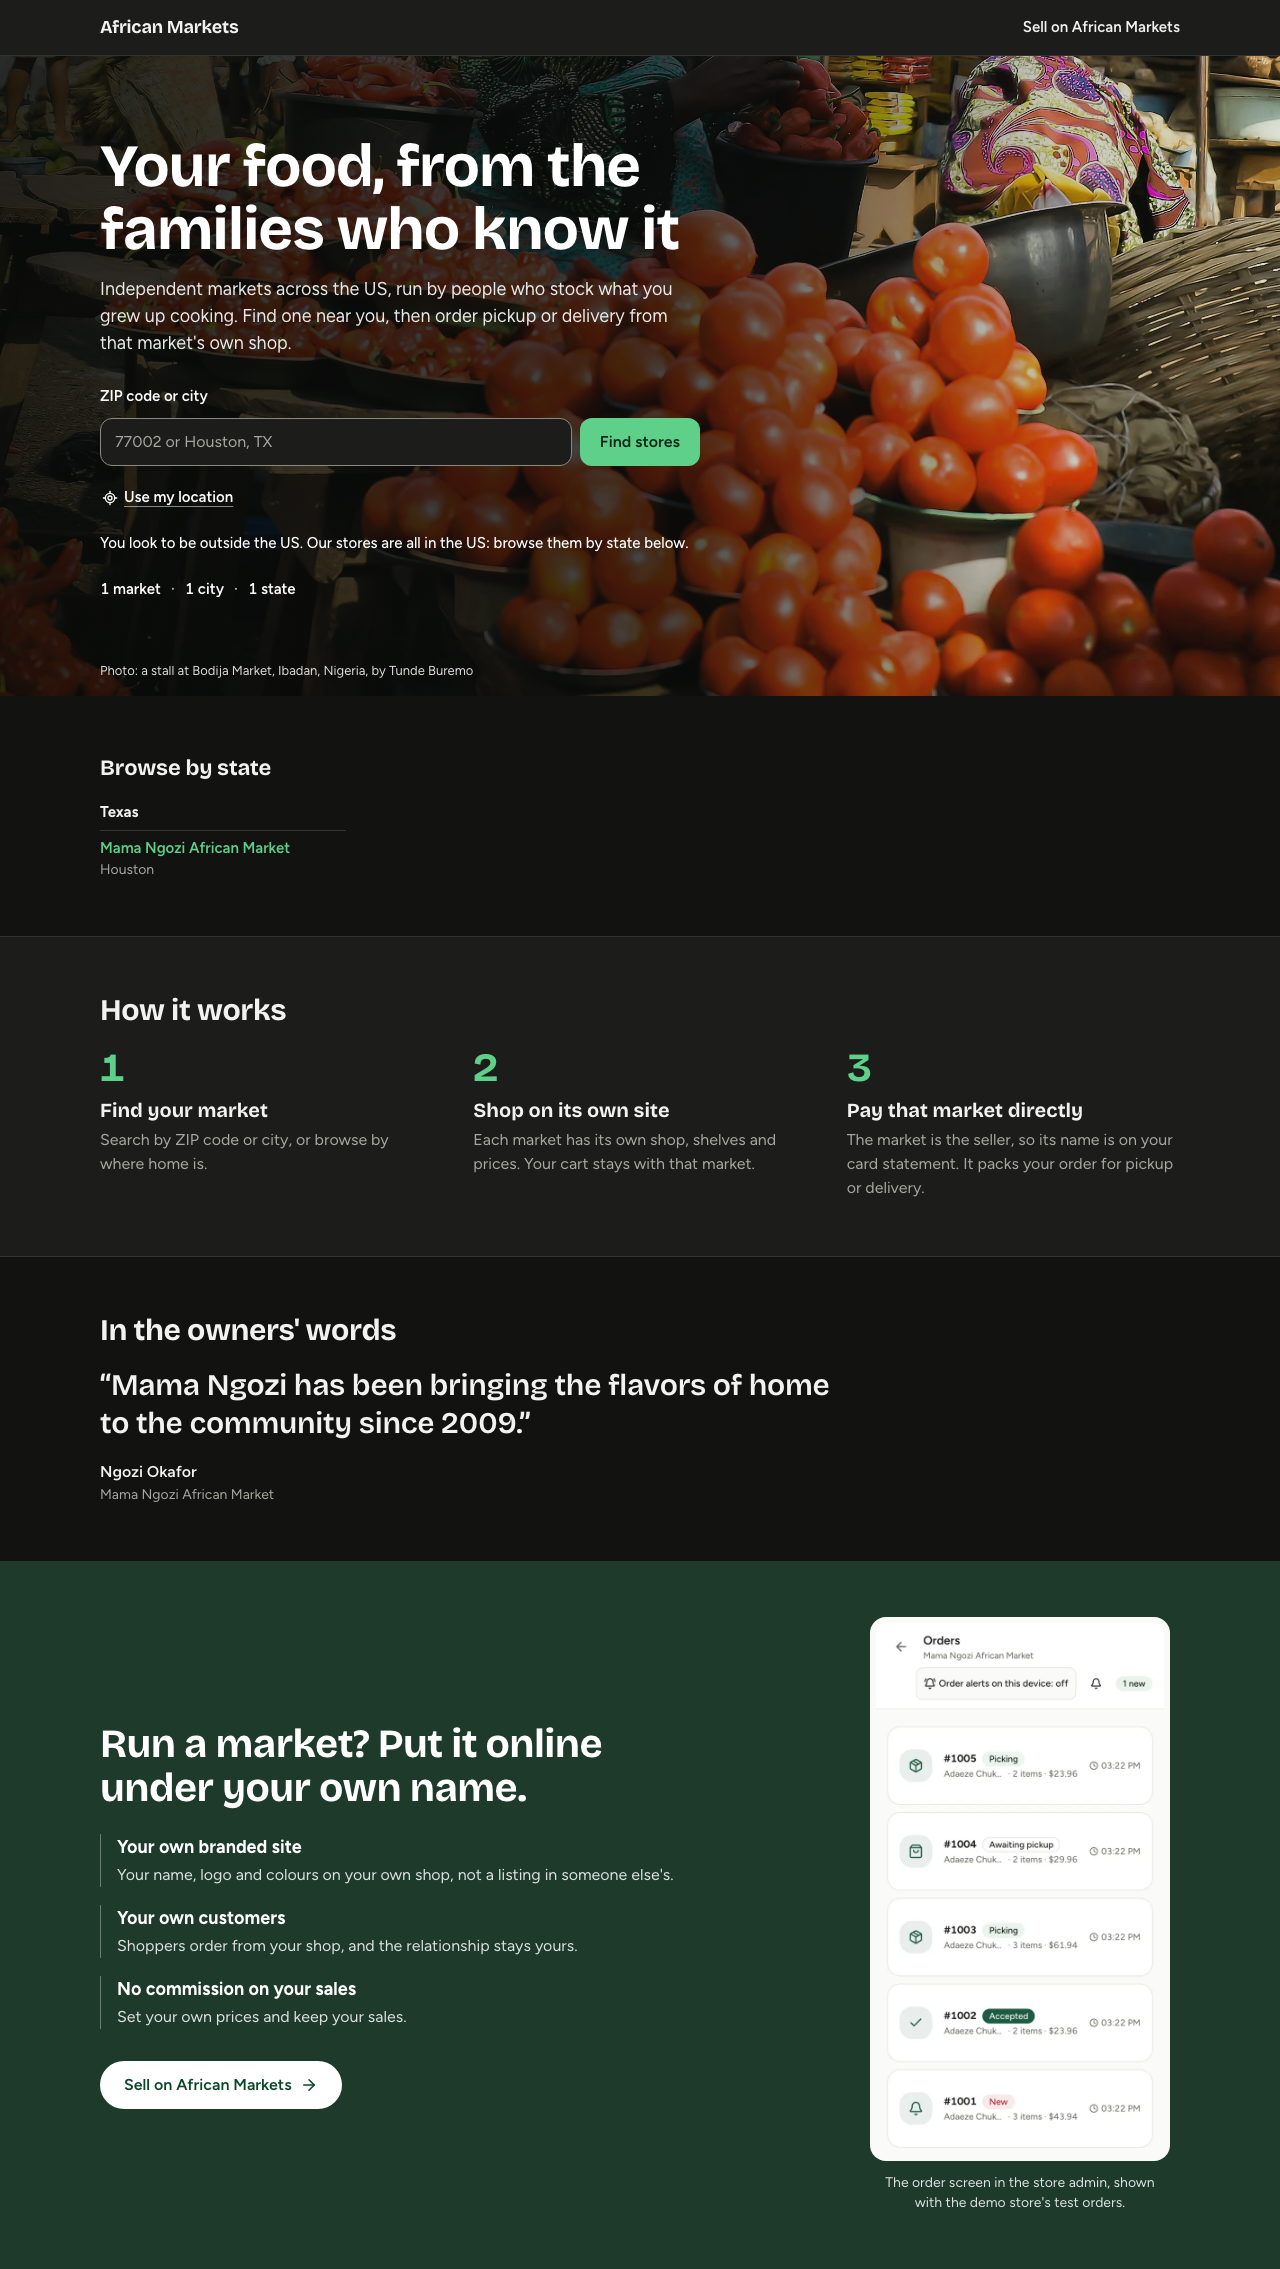 African Markets
Sell on African Markets
Your food, from the
families who know it
Independent markets across the US, run by people who stock what you
grew up cooking. Find one near you, then order pickup or delivery from
that market's own shop.
ZIP code or city
77002 or Houston, TX
Find stores
Use my location
You look to be outside the US. Our stores are all in the US: browse them by state below.
1 market · 1 city · 1 state
Photo: a stall at Bodija Market, Ibadan, Nigeria, by Tunde Buremo
Browse by state
Texas
Mama Ngozi African Market
Houston
How it works
1
Find your market
Search by ZIP code or city, or browse by
where home is.
2
Shop on its own site
Each market has its own shop, shelves and
prices. Your cart stays with that market.
3
Pay that market directly
The market is the seller, so its name is on your
card statement. It packs your order for pickup
or delivery.
In the owners' words
“Mama Ngozi has been bringing the flavors of home
to the community since 2009.”
Ngozi Okafor
Mama Ngozi African Market
Run a market? Put it online
under your own name.
Your own branded site
Your name, logo and colours on your own shop, not a listing in someone else's.
Your own customers
Shoppers order from your shop, and the relationship stays yours.
No commission on your sales
Set your own prices and keep your sales.
Sell on African Markets
Orders
Mama Ngozi African Market
Order alerts on this device: off
1 new
#1005 Picking
Adaeze Chuk... · 2 items · $23.96
03:22 PM
#1004 Awaiting pickup
Adaeze Chuk... · 2 items · $29.96
03:22 PM
#1003 Picking
Adaeze Chuk... · 3 items · $61.94
03:22 PM
#1002 Accepted
Adaeze Chuk... · 2 items · $23.96
03:22 PM
#1001 New
Adaeze Chuk... · 3 items · $43.94
03:22 PM
The order screen in the store admin, shown
with the demo store's test orders.